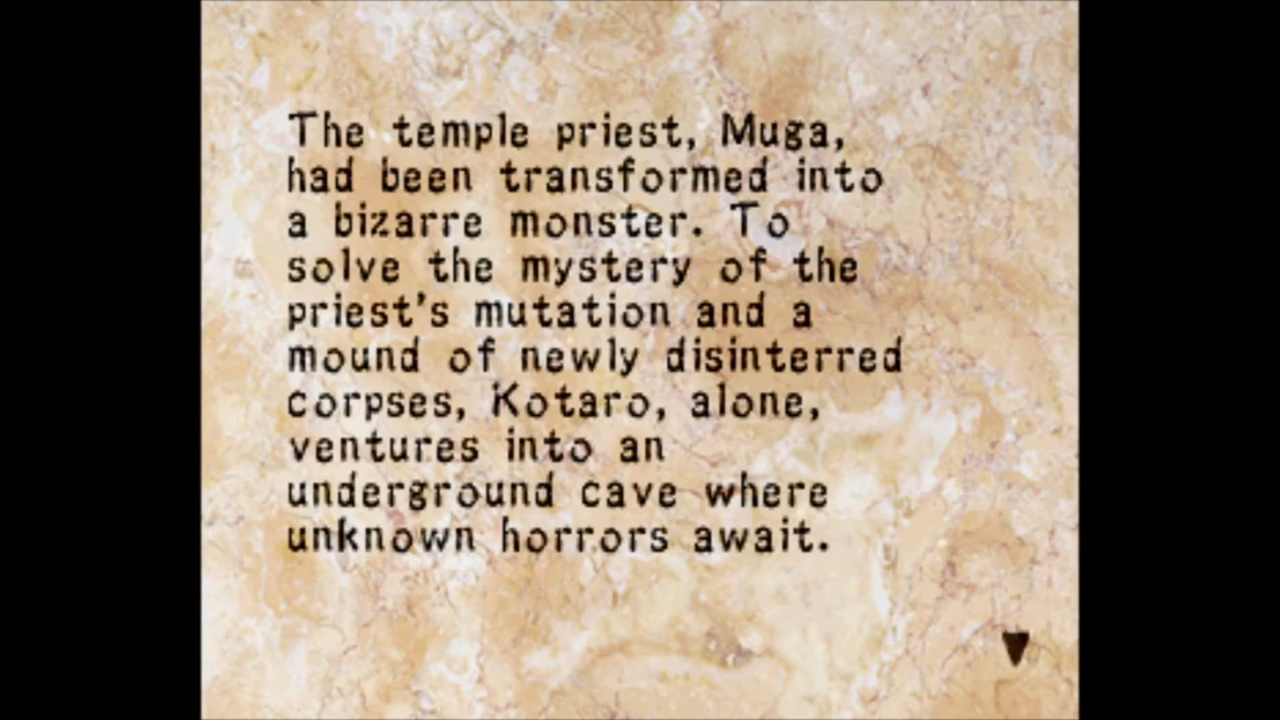 The temple priest, Muga,
had been transformed into
a bizarre monster. To
solve the mystery of the
priest's mutation and a
mound of newly disinterred
corpses, Kotaro, alone,
ventures into an
underground cave where
unknown horrors await.